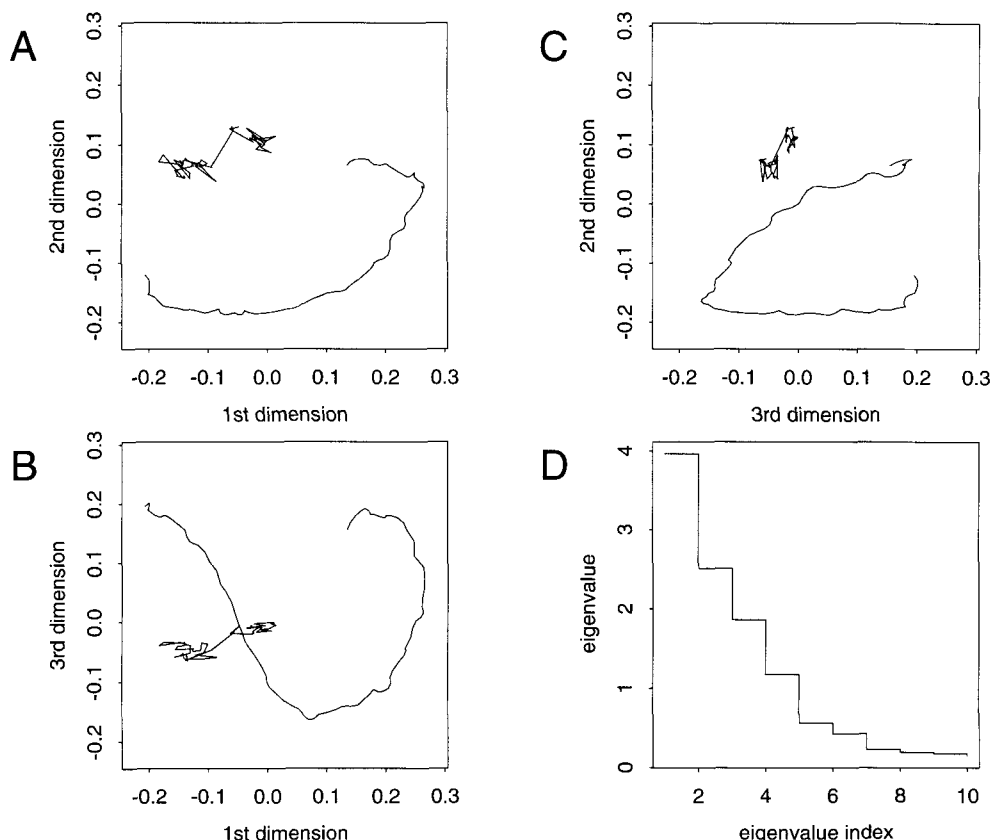 A
0.3
0.2
0.1
0.0
-0.1
-0.2
2nd dimension
-0.2 -0.1 0.0 0.1 0.2 0.3
1st dimension
C
0.3
0.2
0.1
0.0
-0.1
-0.2
2nd dimension
-0.2 -0.1 0.0 0.1 0.2 0.3
3rd dimension
B
0.3
0.2
0.1
0.0
-0.1
-0.2
3rd dimension
-0.2 -0.1 0.0 0.1 0.2 0.3
1st dimension
D
4
3
2
1
0
eigenvalue
2 4 6 8 10
eigenvalue index